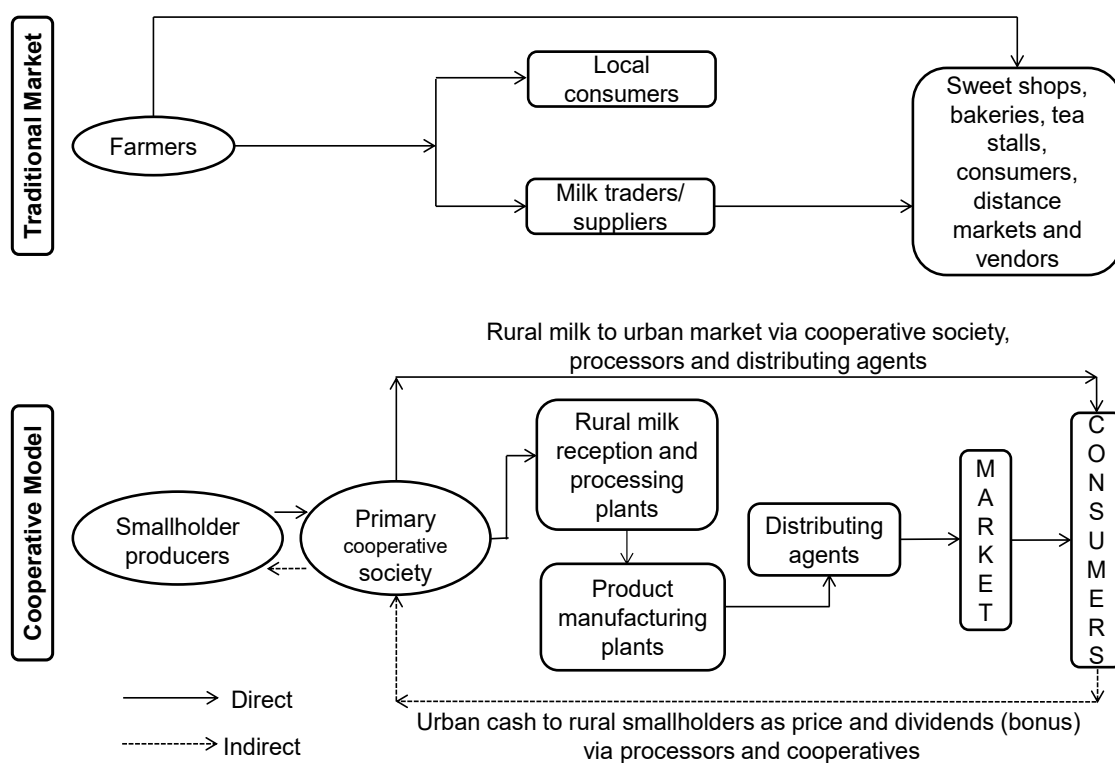 Traditional Market
Farmers
Local
consumers
Milk traders/
suppliers
Sweet shops,
bakeries, tea
stalls,
consumers,
distance
markets and
vendors
Cooperative Model
Rural milk to urban market via cooperative society,
processors and distributing agents
Smallholder
producers
Primary
cooperative
society
Rural milk
reception and
processing
plants
Product
manufacturing
plants
Distributing
agents
MARKET
CONSUMERS
Direct
Indirect
Urban cash to rural smallholders as price and dividends (bonus)
via processors and cooperatives